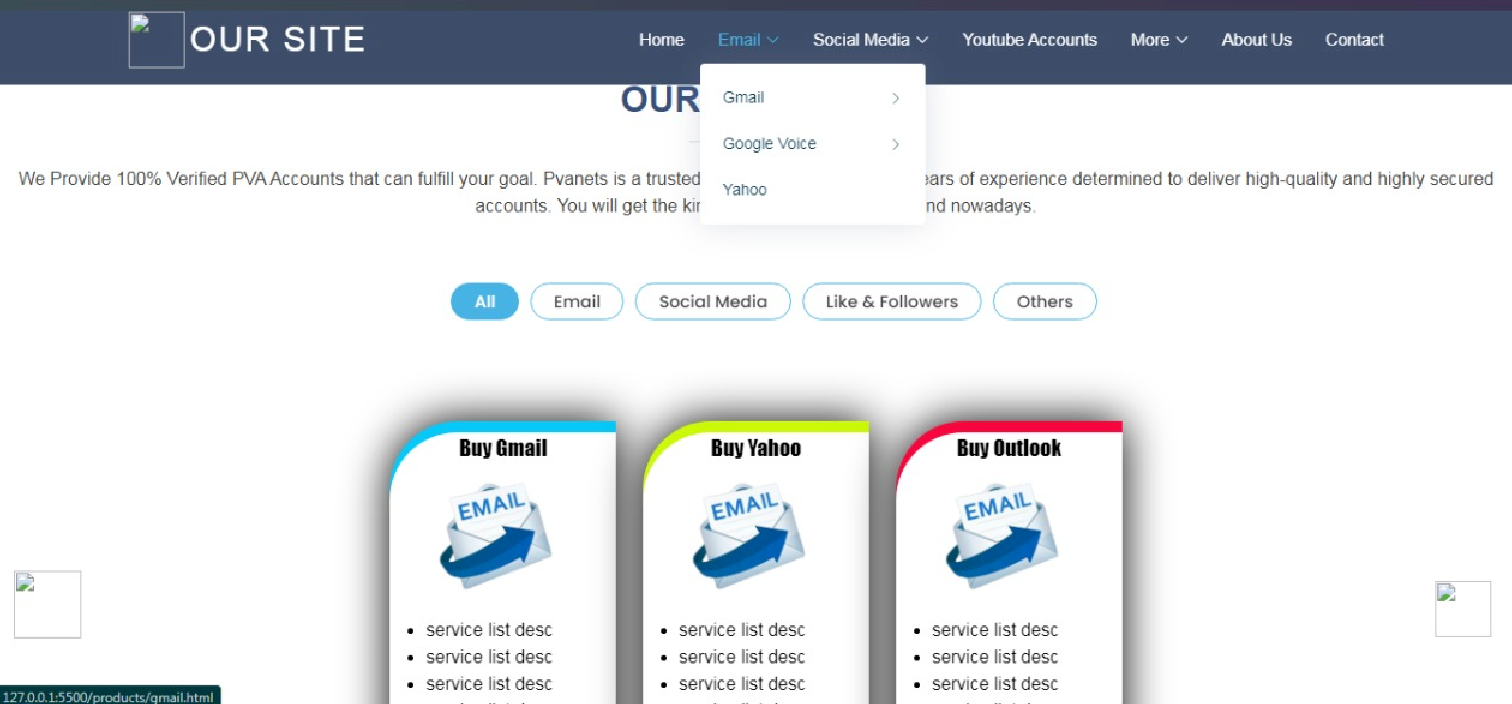 OUR SITE
Home Email Social Media Youtube Accounts More About Us Contact
OUR
Gmail
Google Voice
Yahoo
We Provide 100% Verified PVA Accounts that can fulfill your goal. Pvanets is a trusted ears of experience determined to deliver high-quality and highly secured
accounts. You will get the kin nd nowadays.
All Email Social Media Like & Followers Others
Buy Gmail Buy Yahoo Buy Outlook
EMAIL EMAIL EMAIL
service list desc service list desc service list desc
service list desc service list desc service list desc
service list desc service list desc service list desc
127.0.0.1:5500/products/gmail.html